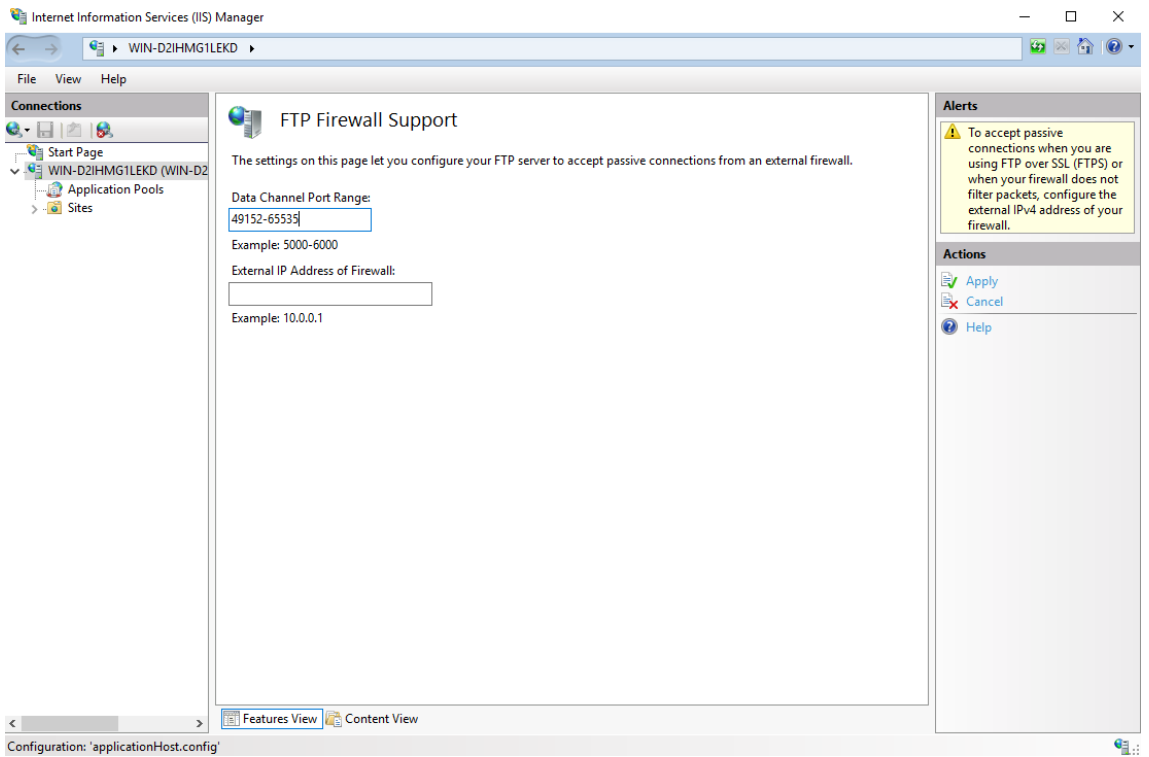 Internet Information Services (IIS) Manager
WIN-D2IHMG1LEKD
File View Help
Connections
Start Page
WIN-D2IHMG1LEKD (WIN-D2
Application Pools
Sites
FTP Firewall Support
The settings on this page let you configure your FTP server to accept passive connections from an external firewall.
Data Channel Port Range:
49152-65535
Example: 5000-6000
External IP Address of Firewall:
Example: 10.0.0.1
Features View Content View
Alerts
To accept passive
connections when you are
using FTP over SSL (FTPS) or
when your firewall does not
filter packets, configure the
external IPv4 address of your
firewall.
Actions
Apply
Cancel
Help
Configuration: 'applicationHost.config'